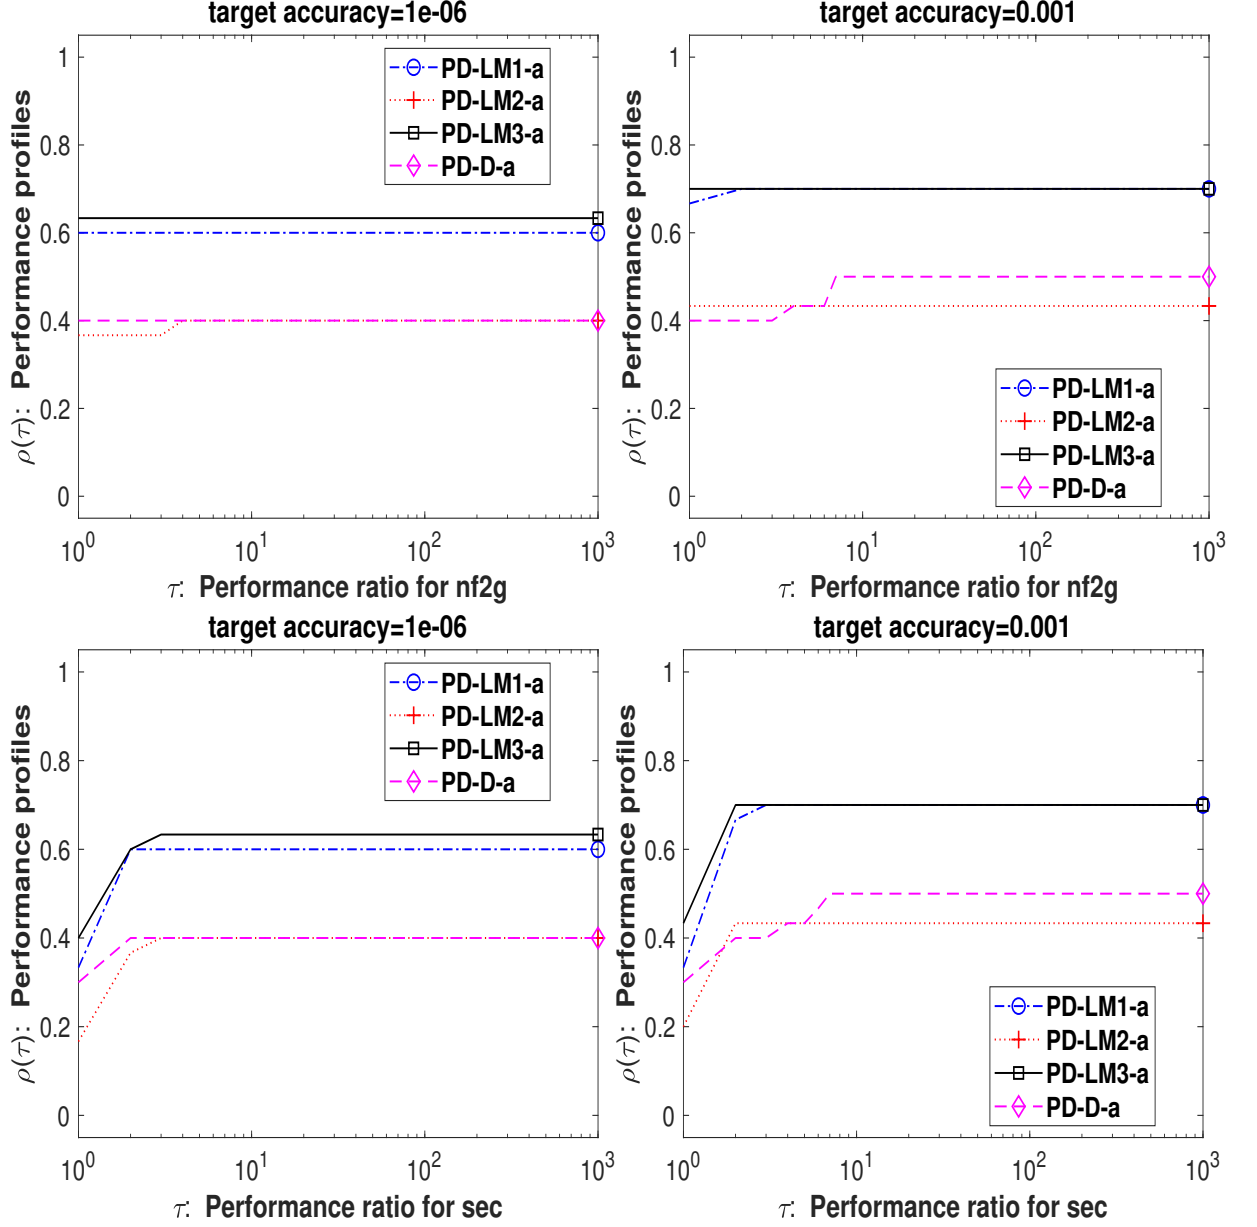 target accuracy=1e-06
ρ(τ): Performance profiles
1
0.8
0.6
0.4
0.2
0
PD-LM1-a
PD-LM2-a
PD-LM3-a
PD-D-a
10^0 10^1 10^2 10^3
τ: Performance ratio for nf2g
target accuracy=0.001
ρ(τ): Performance profiles
1
0.8
0.6
0.4
0.2
0
PD-LM1-a
PD-LM2-a
PD-LM3-a
PD-D-a
10^0 10^1 10^2 10^3
τ: Performance ratio for nf2g
target accuracy=1e-06
ρ(τ): Performance profiles
1
0.8
0.6
0.4
0.2
0
PD-LM1-a
PD-LM2-a
PD-LM3-a
PD-D-a
10^0 10^1 10^2 10^3
τ: Performance ratio for sec
target accuracy=0.001
ρ(τ): Performance profiles
1
0.8
0.6
0.4
0.2
0
PD-LM1-a
PD-LM2-a
PD-LM3-a
PD-D-a
10^0 10^1 10^2 10^3
τ: Performance ratio for sec